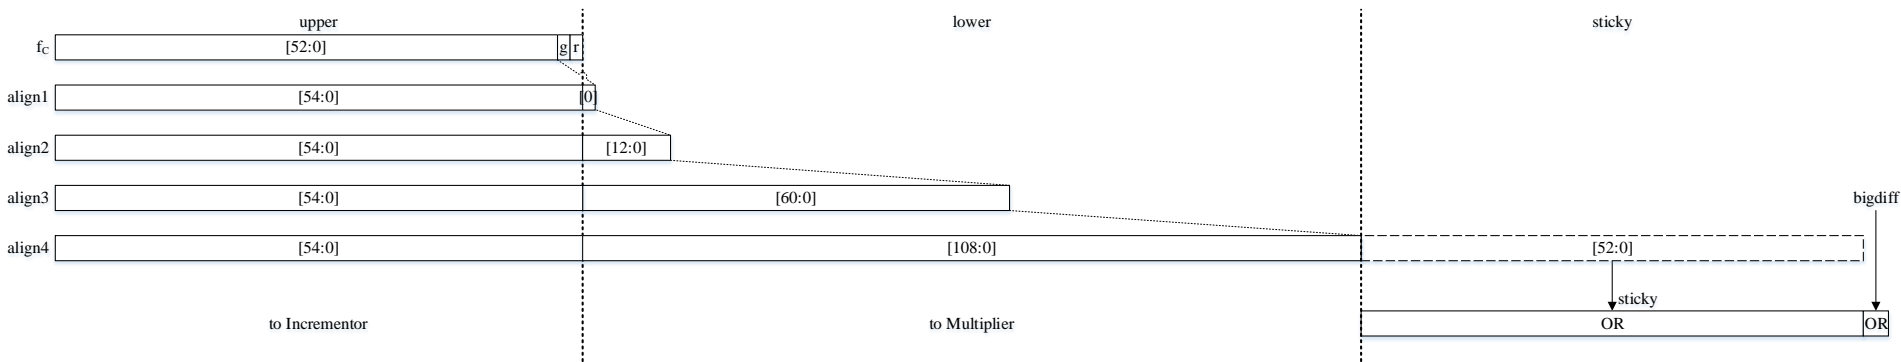 upper lower sticky
f_C [52:0] g r
align1 [54:0] [0]
align2 [54:0] [12:0]
align3 [54:0] [60:0] bigdiff
align4 [54:0] [108:0] [52:0]
sticky
to Incrementor to Multiplier OR OR